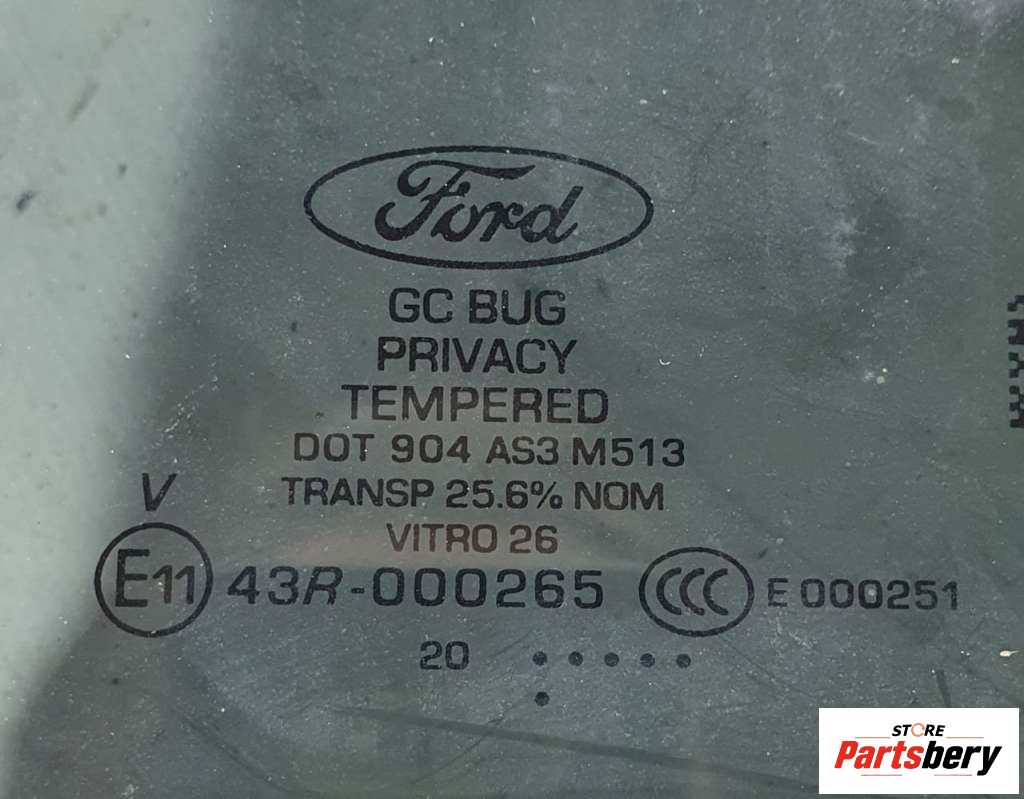 Ford
GC BUG
PRIVACY
TEMPERED
DOT 904 AS3 M513
TRANSP 25.6% NOM
V
VITRO 26
E11 43R-000265 CCC E 000251
20
STORE
Partsbery